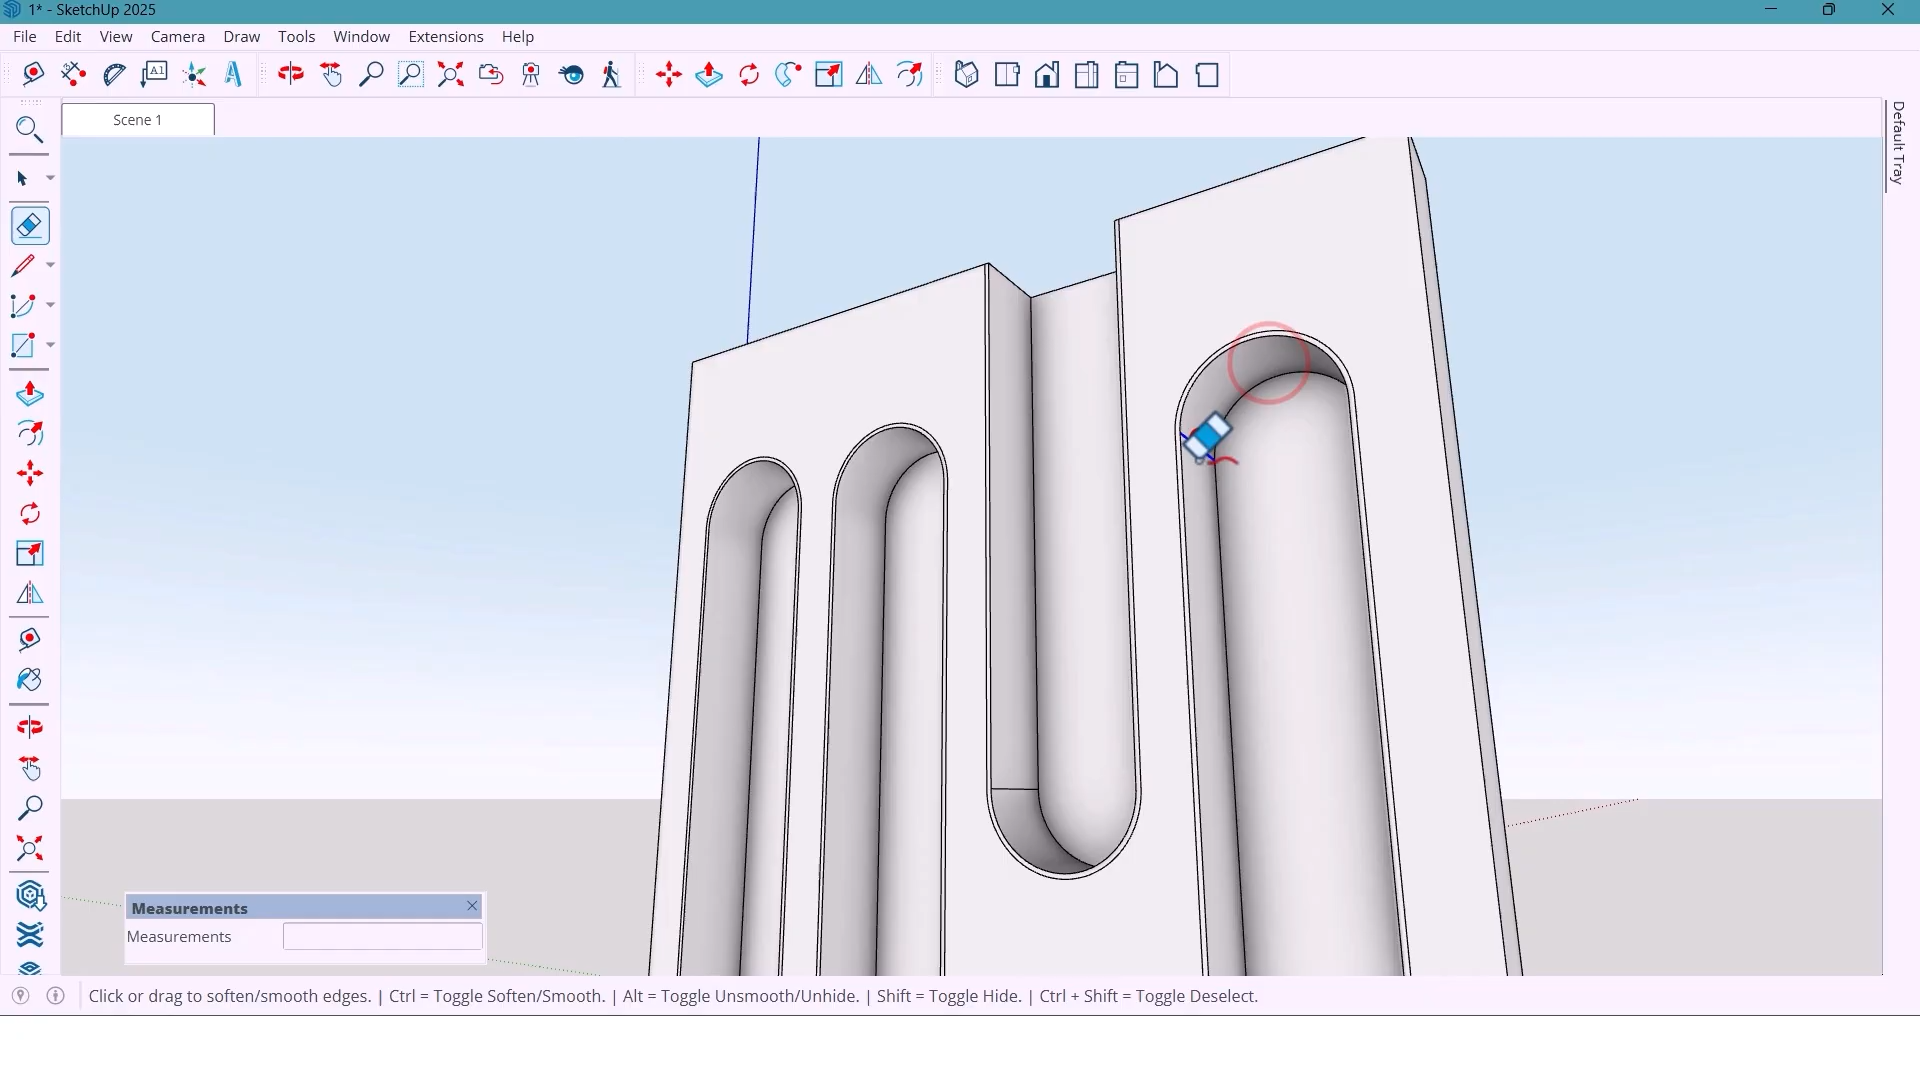 1* - SketchUp 2025
File Edit View Camera Draw Tools Window Extensions Help
A1
Scene 1
Default Tray
Measurements
Measurements
Click or drag to soften/smooth edges. | Ctrl = Toggle Soften/Smooth. | Alt = Toggle Unsmooth/Unhide. | Shift = Toggle Hide. | Ctrl + Shift = Toggle Deselect.